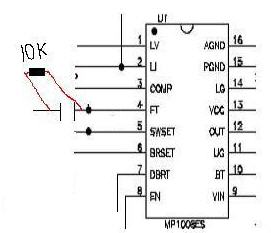 U1
10K
1 LV AGND 16
2 LI PGND 15
3 COMP LG 14
4 FT VCC 13
5 SWSET OUT 12
6 BRSET UG 11
7 DBRT BT 10
8 EN VIN 9
MP1008ES